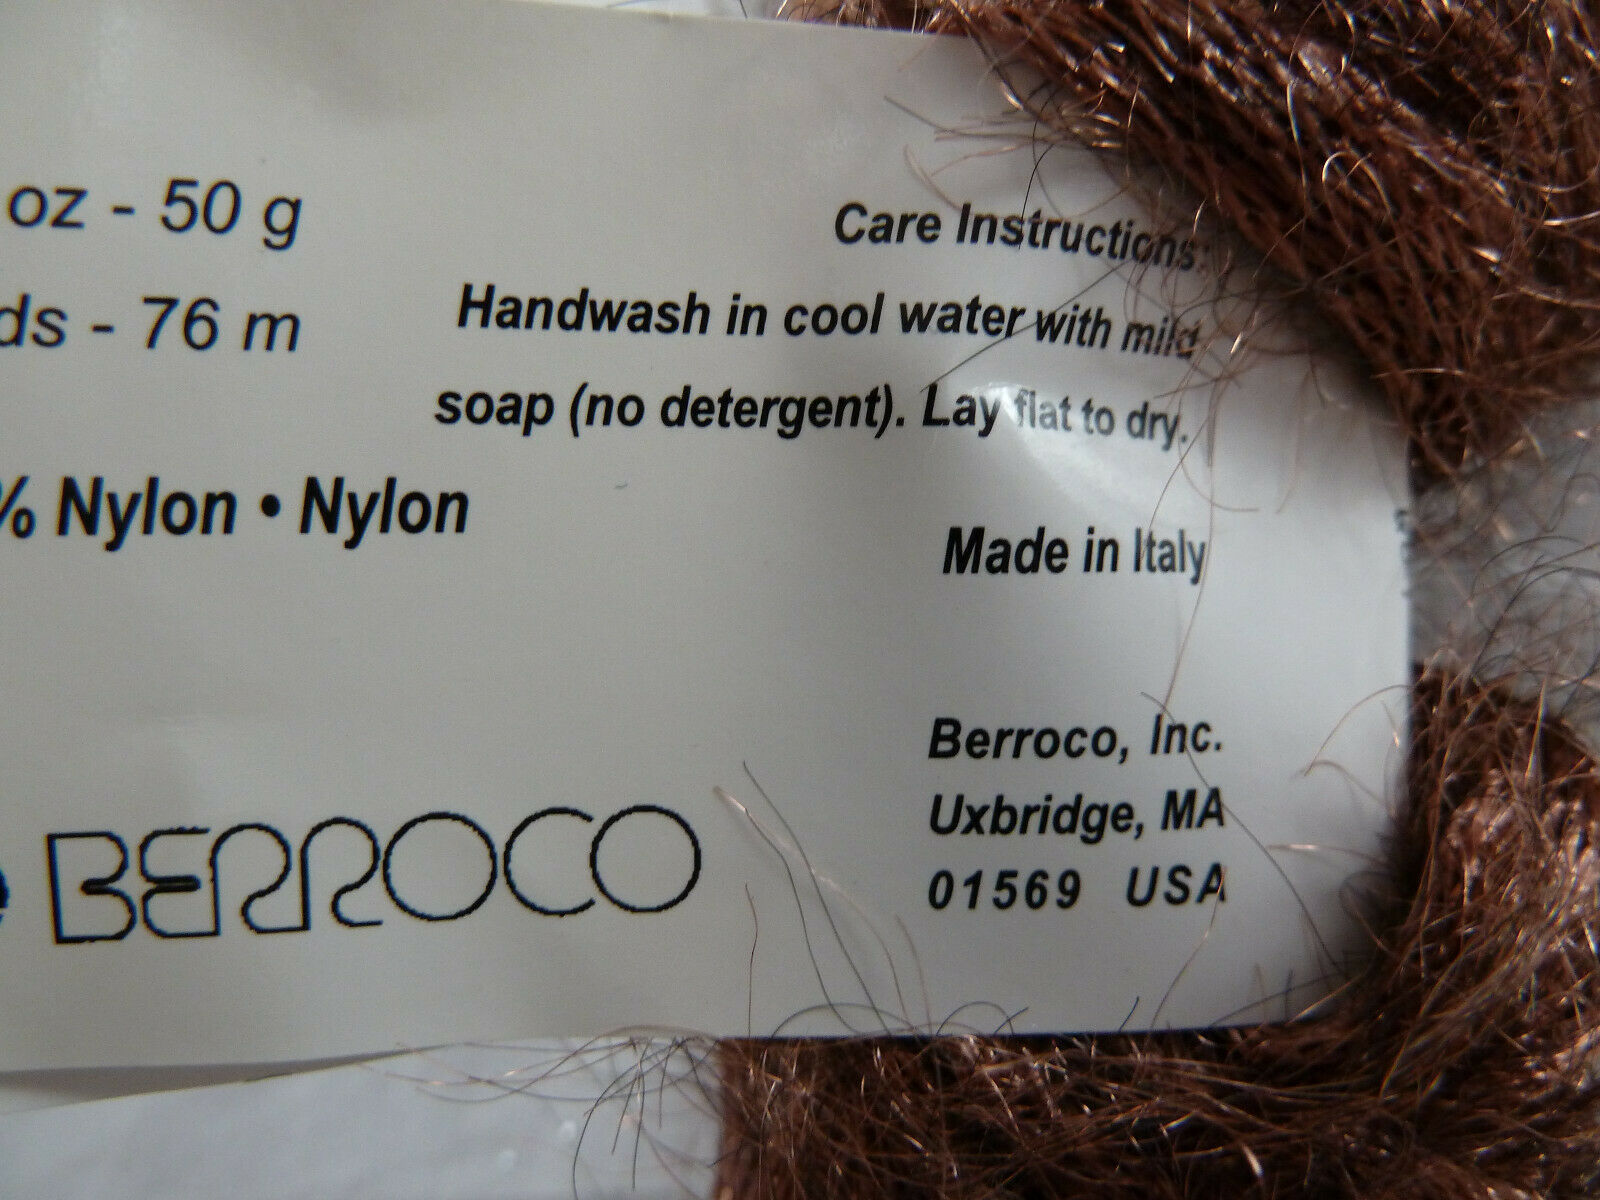 oz - 50 g
ds - 76 m
% Nylon • Nylon
Care Instructions:
Handwash in cool water with mild
soap (no detergent). Lay flat to dry.
Made in Italy
Berroco, Inc.
Uxbridge, MA
01569 USA
BERROCO